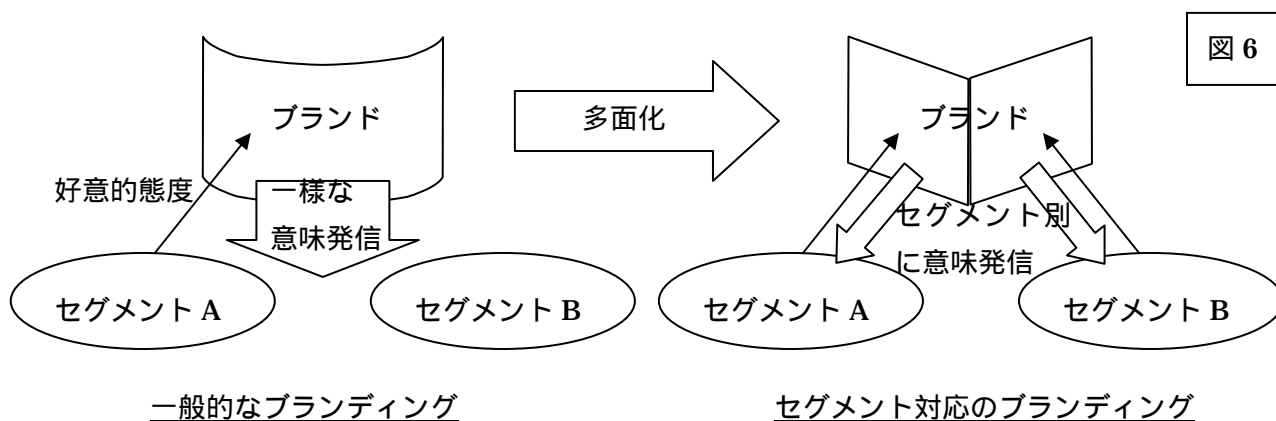 図 6
ブランド
多面化
ブランド
好意的態度
一様な
意味発信
セグメント別
に意味発信
セグメント A
セグメント B
セグメント A
セグメント B
一般的なブランディング
セグメント対応のブランディング